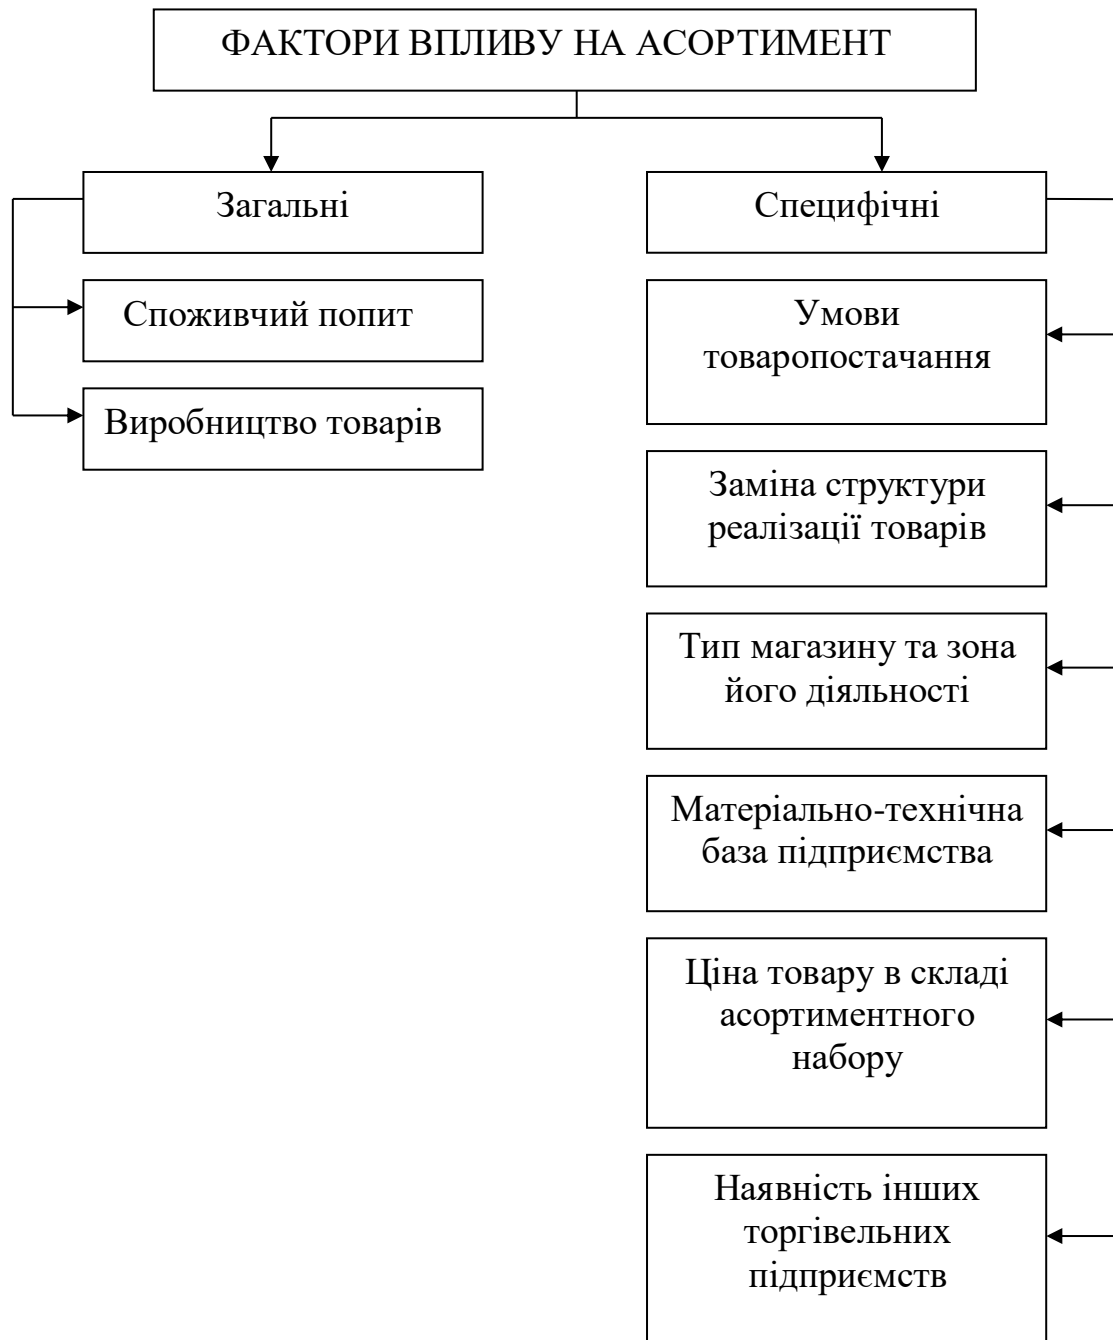 ФАКТОРИ ВПЛИВУ НА АСОРТИМЕНТ
Загальні
Споживчий попит
Виробництво товарів
Специфічні
Умови
товаропостачання
Заміна структури
реалізації товарів
Тип магазину та зона
його діяльності
Матеріально-технічна
база підприємства
Ціна товару в складі
асортиментного
набору
Наявність інших
торгівельних
підприємств